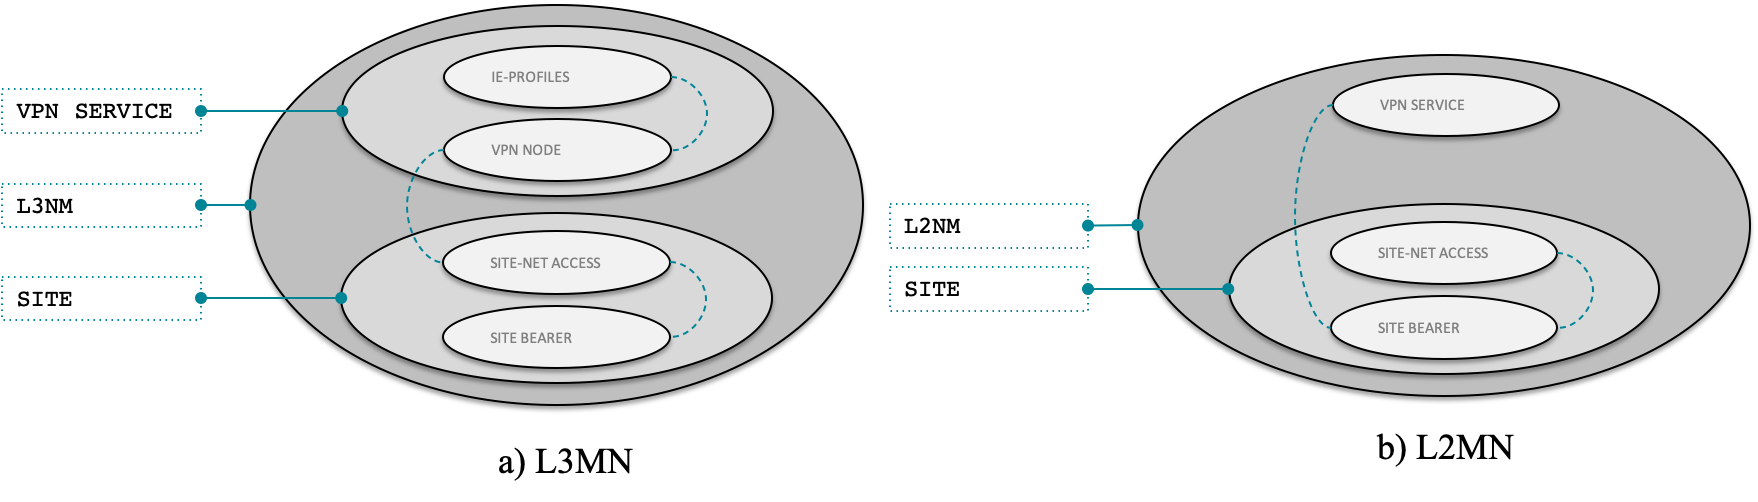 VPN SERVICE
L3NM
SITE
IE-PROFILES
VPN NODE
SITE-NET ACCESS
SITE BEARER
a) L3MN
L2NM
SITE
VPN SERVICE
SITE-NET ACCESS
SITE BEARER
b) L2MN